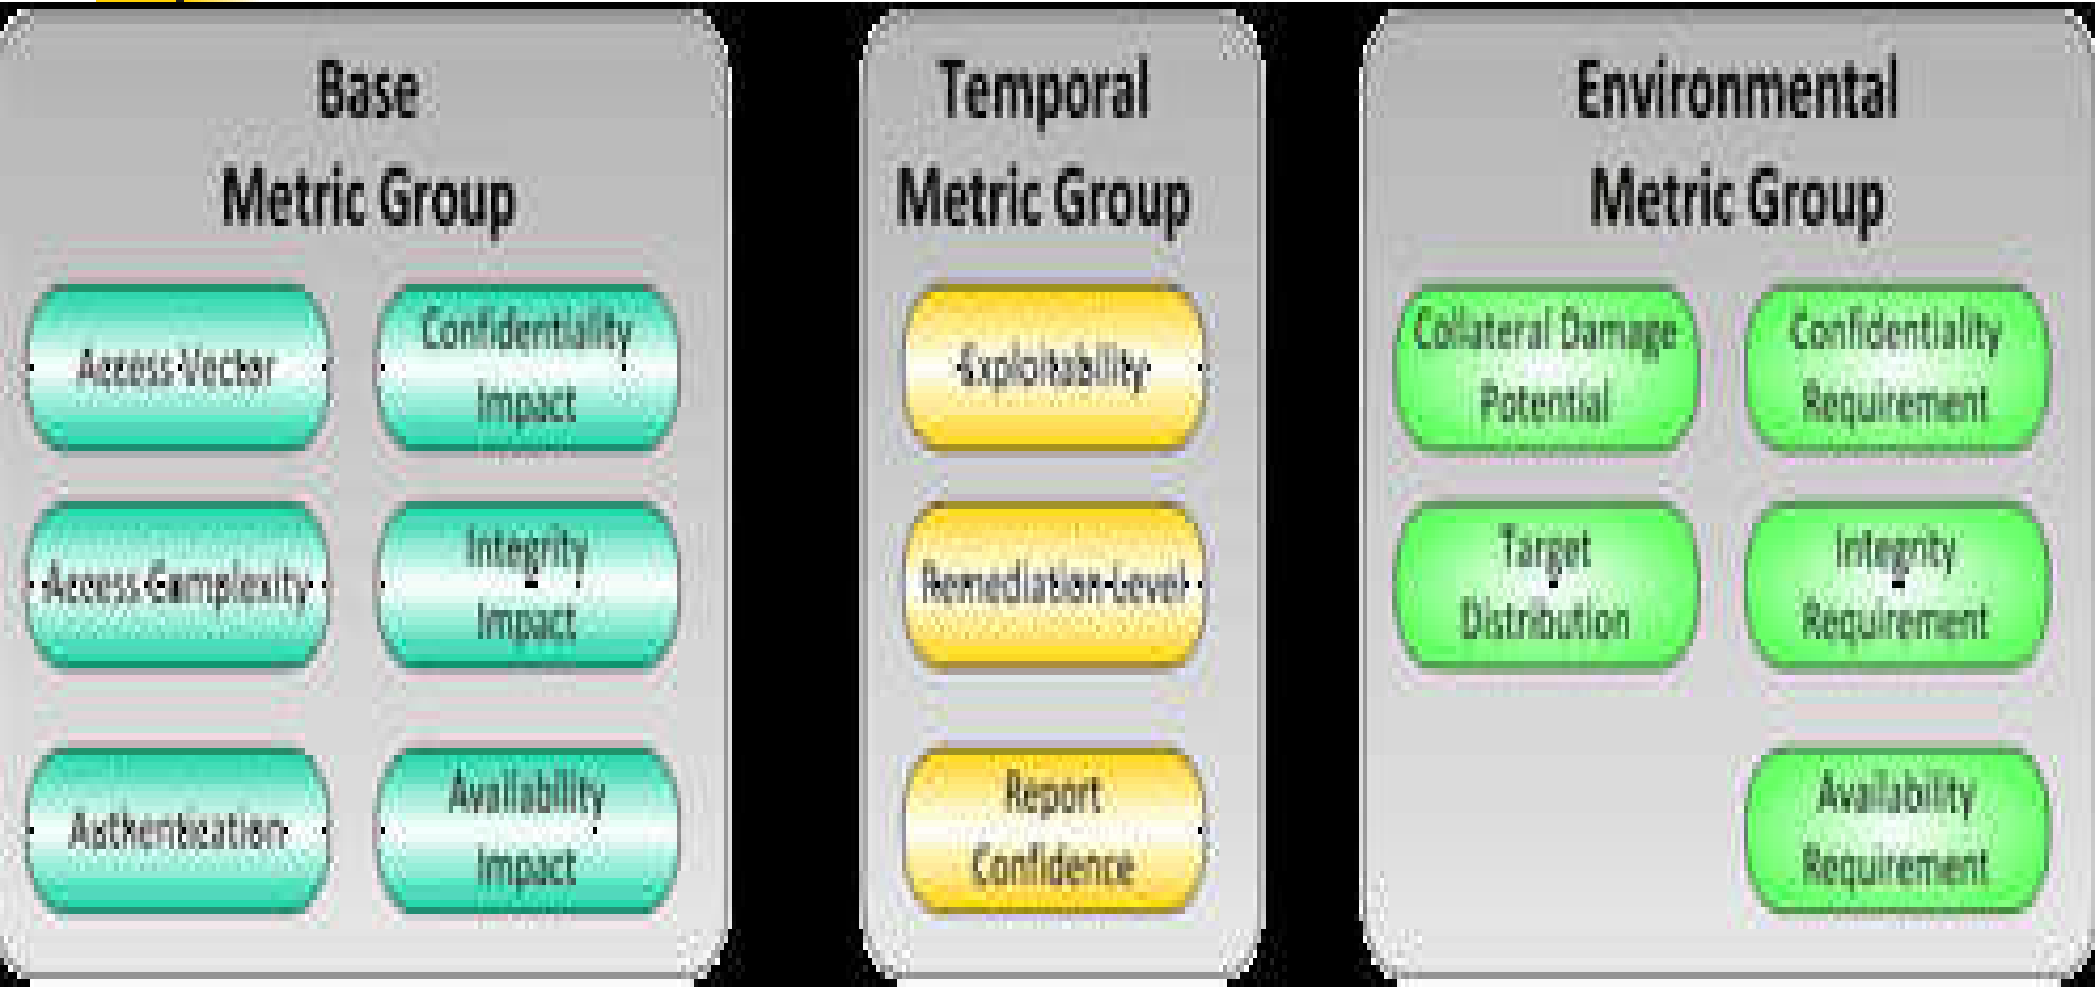 Base
Metric Group
Access Vector
Confidentiality
Impact
Access Complexity
Integrity
Impact
Authentication
Availability
Impact
Temporal
Metric Group
Exploitability
Remediation Level
Report
Confidence
Environmental
Metric Group
Collateral Damage
Potential
Confidentiality
Requirement
Target
Distribution
Integrity
Requirement
Availability
Requirement